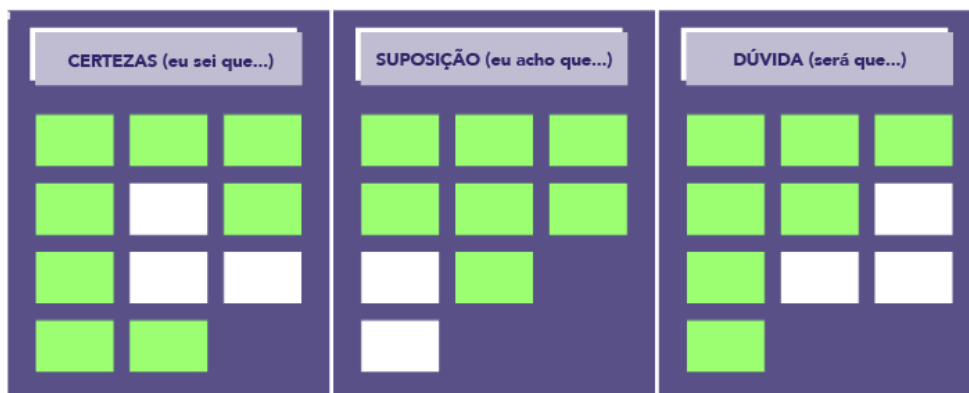 CERTEZAS (eu sei que...)
SUPOSIÇÃO (eu acho que...)
DÚVIDA (será que...)